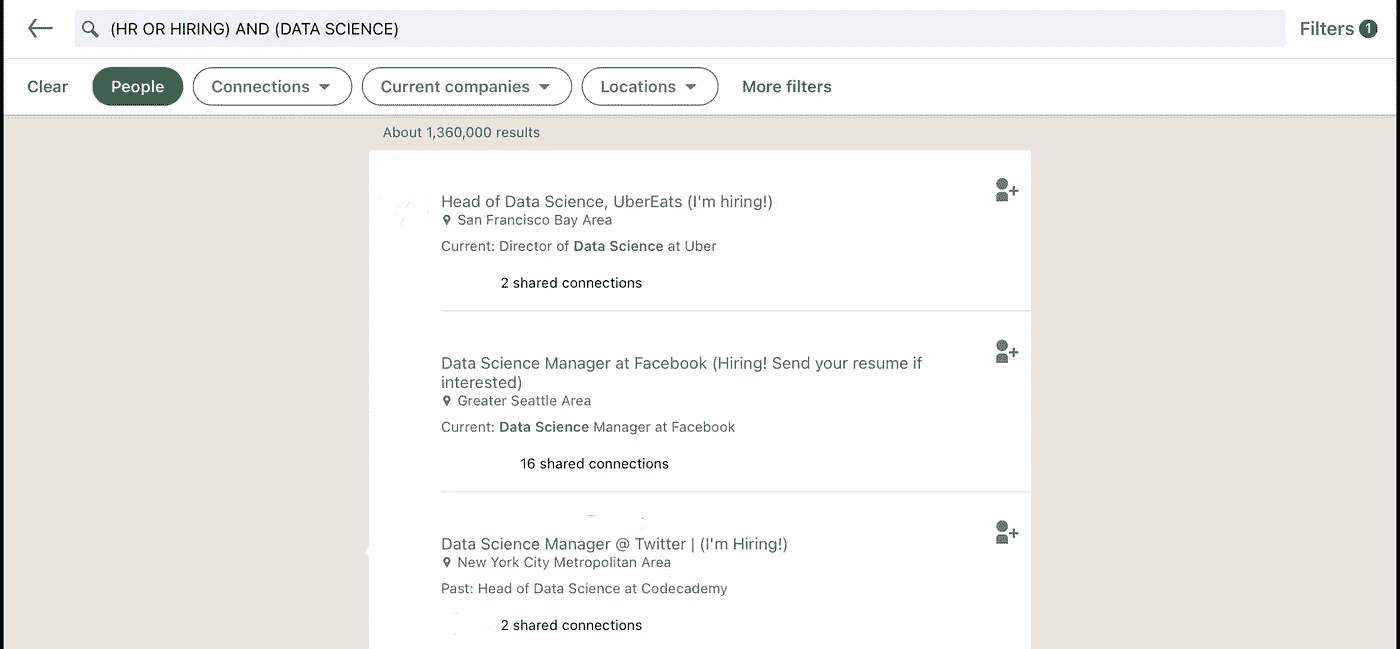 (HR OR HIRING) AND (DATA SCIENCE)
Filters 1
Clear
People
Connections
Current companies
Locations
More filters
About 1,360,000 results
Head of Data Science, UberEats (I'm hiring!)
San Francisco Bay Area
Current: Director of Data Science at Uber
2 shared connections
Data Science Manager at Facebook (Hiring! Send your resume if
interested)
Greater Seattle Area
Current: Data Science Manager at Facebook
16 shared connections
Data Science Manager @ Twitter | (I'm Hiring!)
New York City Metropolitan Area
Past: Head of Data Science at Codecademy
2 shared connections